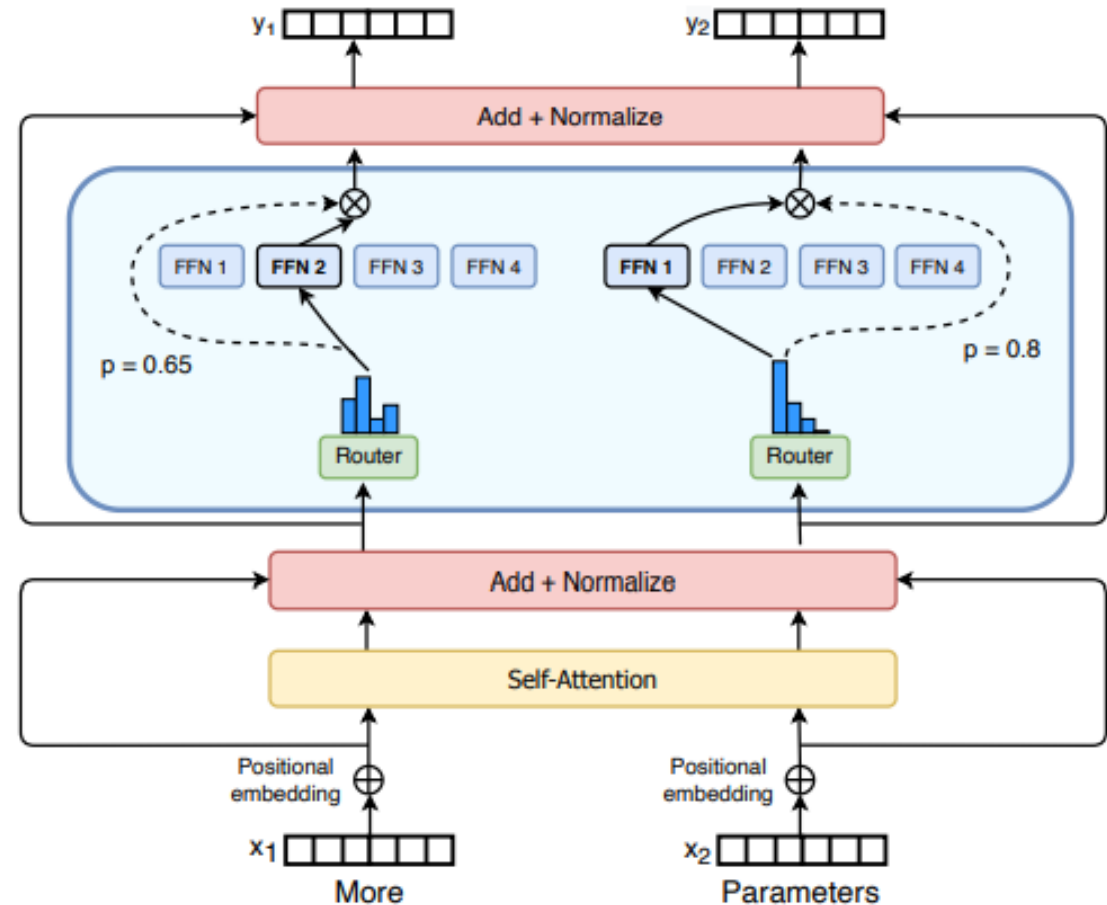 y₁
y₂
Add + Normalize
FFN 1 FFN 2 FFN 3 FFN 4
FFN 1 FFN 2 FFN 3 FFN 4
p = 0.65
p = 0.8
Router
Router
Add + Normalize
Self-Attention
Positional
embedding
Positional
embedding
x₁
x₂
More
Parameters